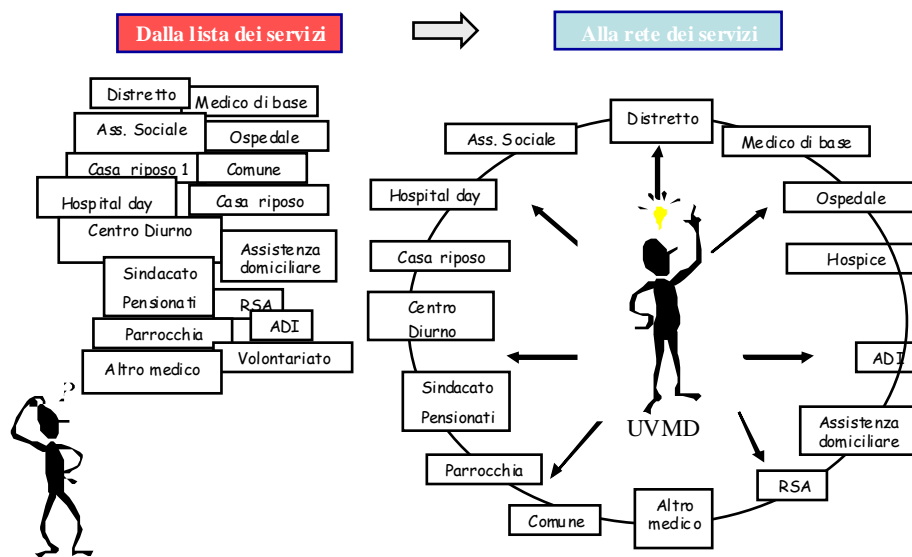 Dalla lista dei servizi
Alla rete dei servizi
Distretto
Medico di base
Ass. Sociale
Ospedale
Casa riposo 1
Comune
Hospital day
Casa riposo
Centro Diurno
Assistenza
domiciliare
Sindacato
Pensionati
RSA
ADI
Parrocchia
Volontariato
Altro medico
?
Distretto
Ass. Sociale
Medico di base
Hospital day
Ospedale
Casa riposo
Hospice
Centro
Diurno
ADI
Sindacato
Pensionati
UVMD
Assistenza
domiciliare
Parrocchia
RSA
Comune
Altro
medico